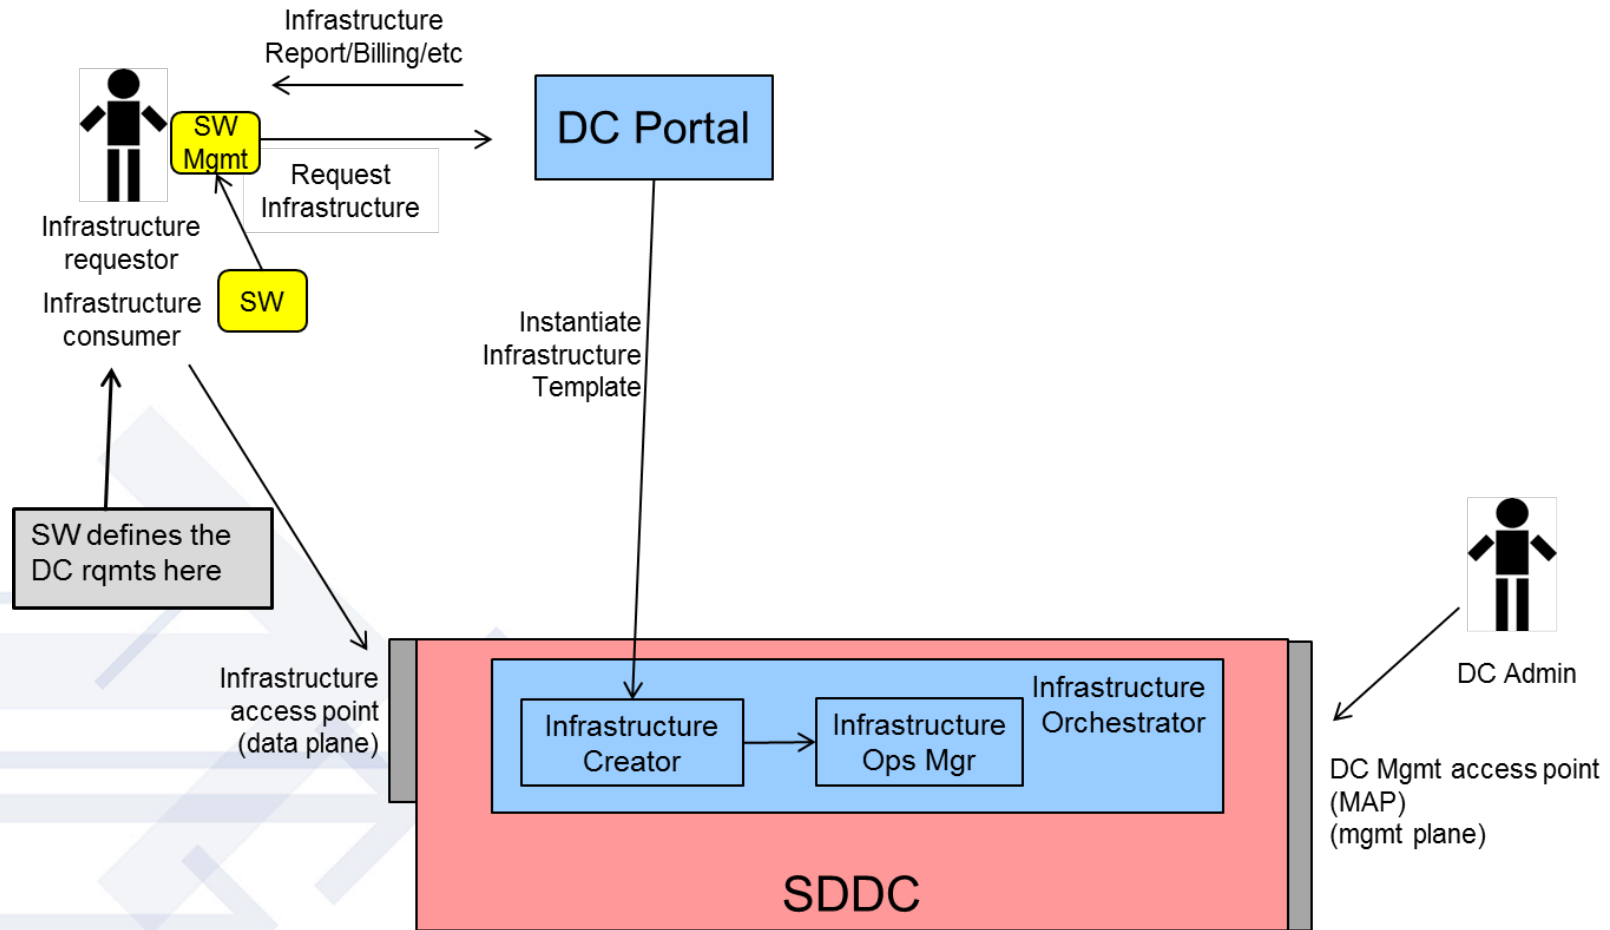 Infrastructure
Report/Billing/etc
SW
Mgmt
DC Portal
Request
Infrastructure
Infrastructure
requestor
Infrastructure
consumer
SW
Instantiate
Infrastructure
Template
SW defines the
DC rqmts here
Infrastructure
access point
(data plane)
Infrastructure
Creator
Infrastructure
Ops Mgr
Infrastructure
Orchestrator
DC Admin
DC Mgmt access point
(MAP)
(mgmt plane)
SDDC